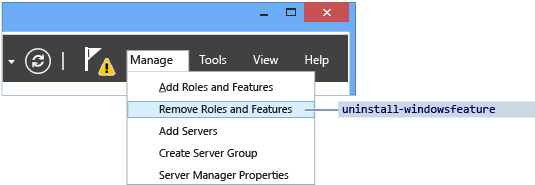 Manage Tools View Help
Add Roles and Features
Remove Roles and Features uninstall-windowsfeature
Add Servers
Create Server Group
Server Manager Properties